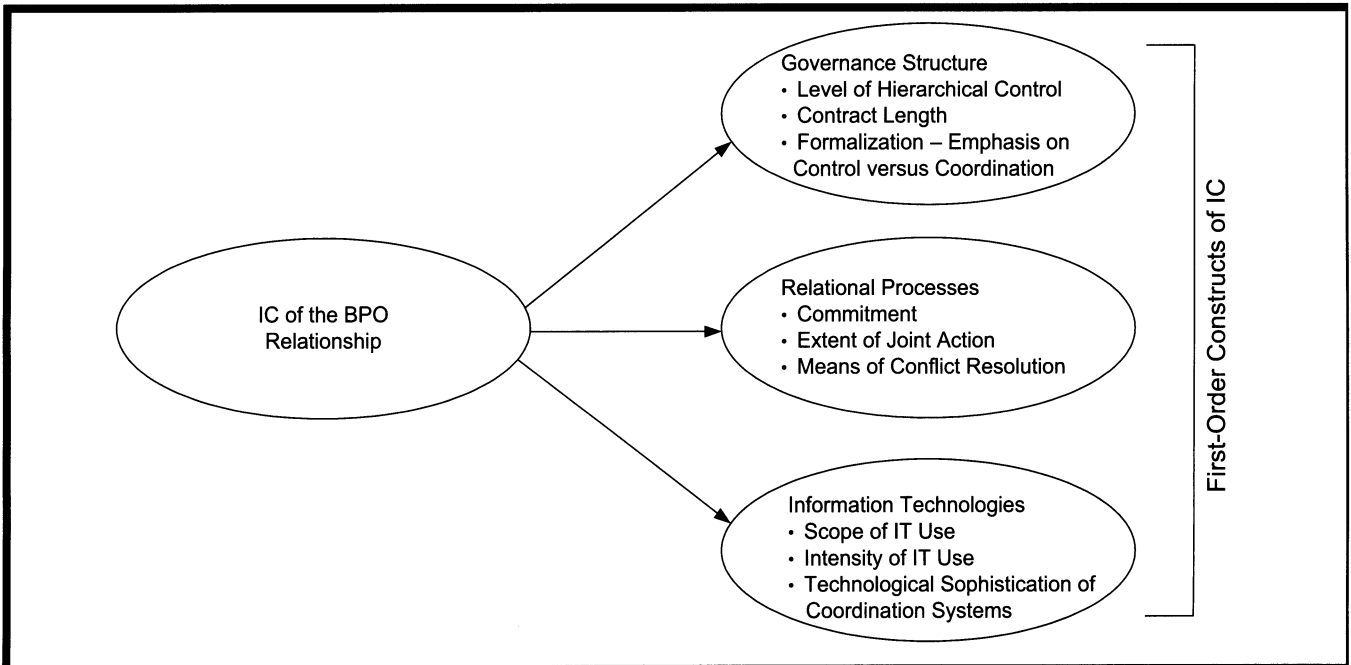 IC of the BPO
Relationship
Governance Structure
• Level of Hierarchical Control
• Contract Length
• Formalization – Emphasis on
Control versus Coordination
Relational Processes
• Commitment
• Extent of Joint Action
• Means of Conflict Resolution
Information Technologies
• Scope of IT Use
• Intensity of IT Use
• Technological Sophistication of
Coordination Systems
First-Order Constructs of IC